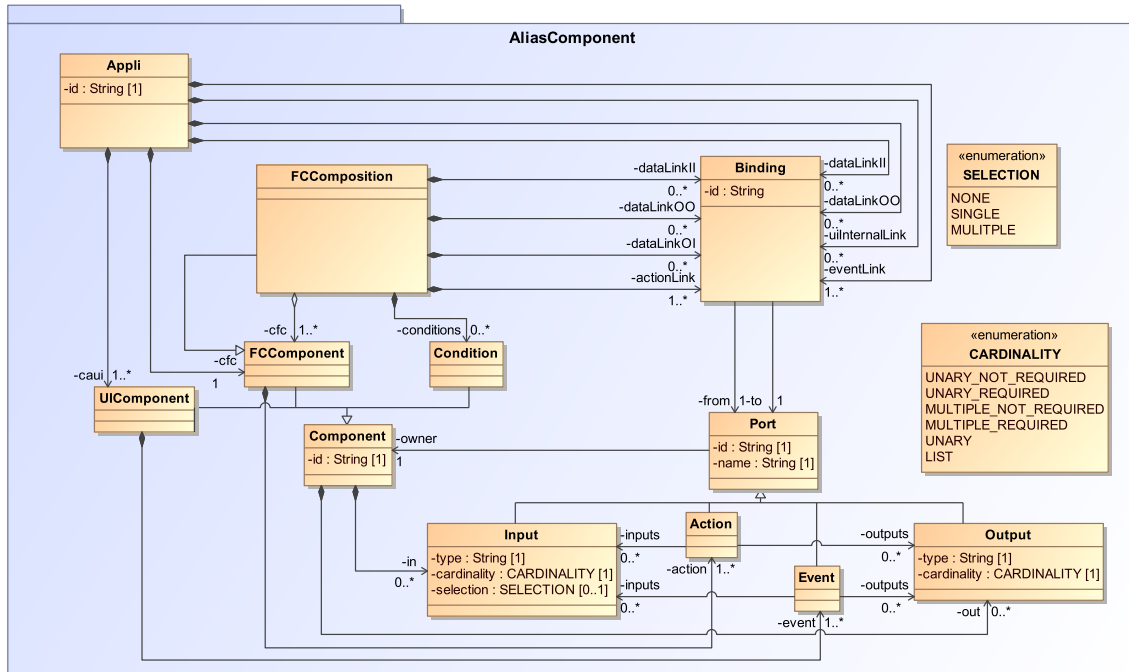 AliasComponent
Appli
-id : String [1]
FCComposition
Binding
-id : String
-dataLinkII
0..*
-dataLinkOO
0..*
-dataLinkOI
0..*
-actionLink
1..*
-dataLinkII
0..*
-dataLinkOO
0..*
-uiInternalLink
0..*
-eventLink
1..*
«enumeration»
SELECTION
NONE
SINGLE
MULITPLE
-cfc 1..*
-conditions 0..*
-cfc
1
FCComponent
Condition
-caui 1..*
UIComponent
«enumeration»
CARDINALITY
UNARY_NOT_REQUIRED
UNARY_REQUIRED
MULTIPLE_NOT_REQUIRED
MULTIPLE_REQUIRED
UNARY
LIST
-from 1 -to 1
Component
-id : String [1]
-owner
1
Port
-id : String [1]
-name : String [1]
Input
-type : String [1]
-cardinality : CARDINALITY [1]
-selection : SELECTION [0..1]
-in
0..*
-inputs
0..*
-inputs
0..*
Action
-action 1..*
Event
-event 1..*
-outputs
0..*
-outputs
0..*
Output
-type : String [1]
-cardinality : CARDINALITY [1]
-out 0..*